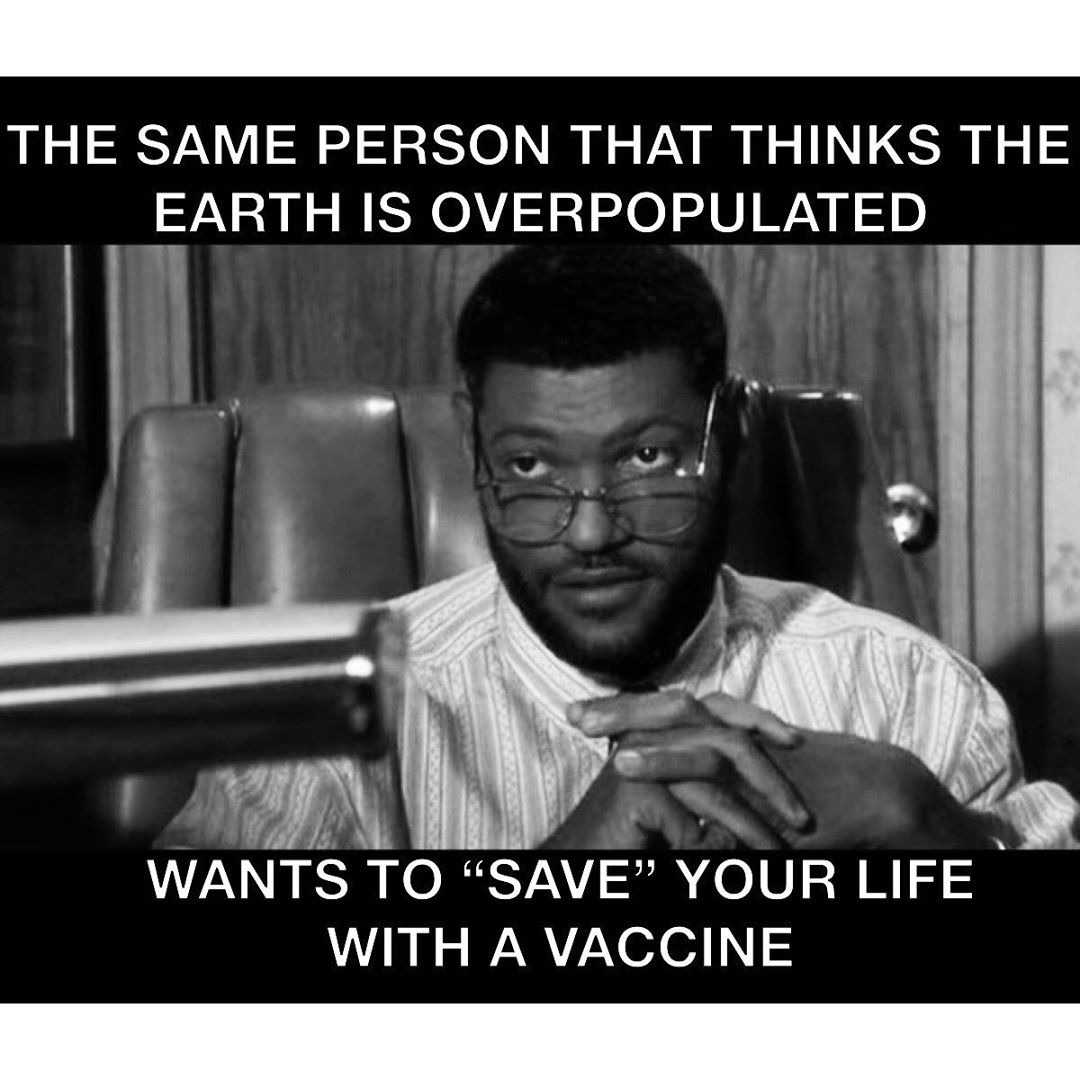 THE SAME PERSON THAT THINKS THE
EARTH IS OVERPOPULATED
WANTS TO “SAVE” YOUR LIFE
WITH A VACCINE